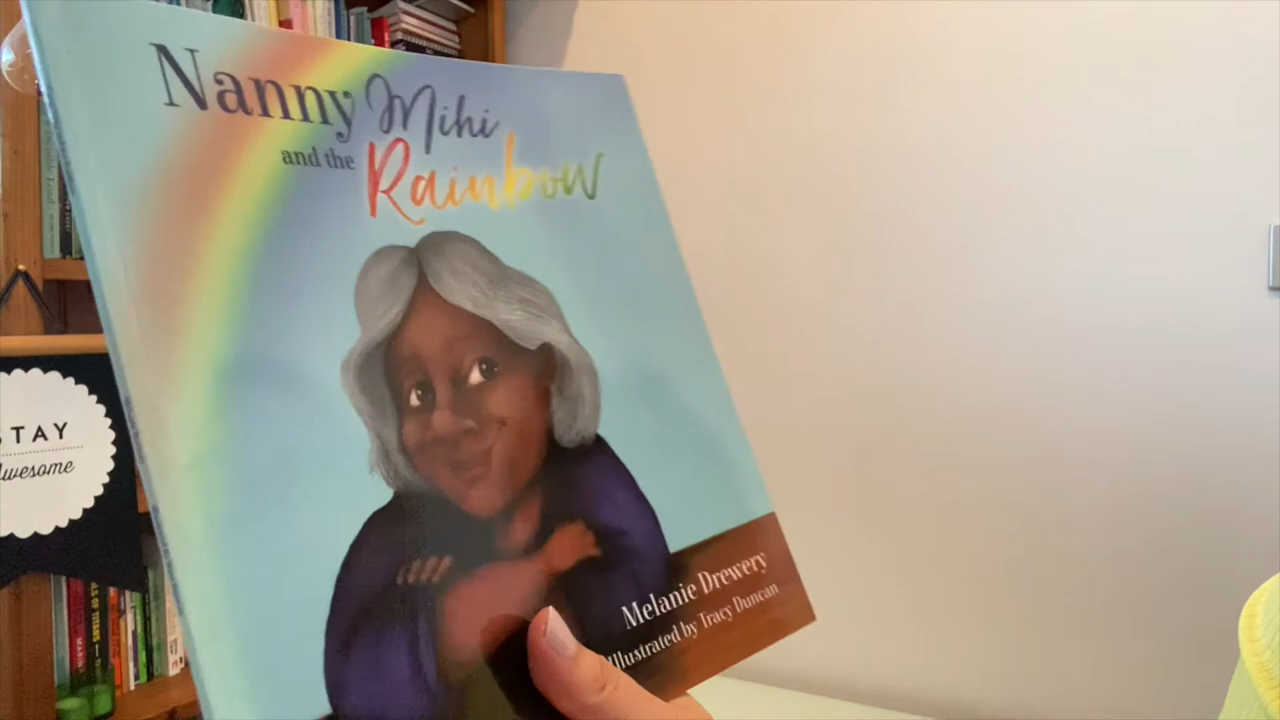 Nanny Mihi
and the Rainbow
Melanie Drewery
Illustrated by Tracy Duncan
STAY
Awesome